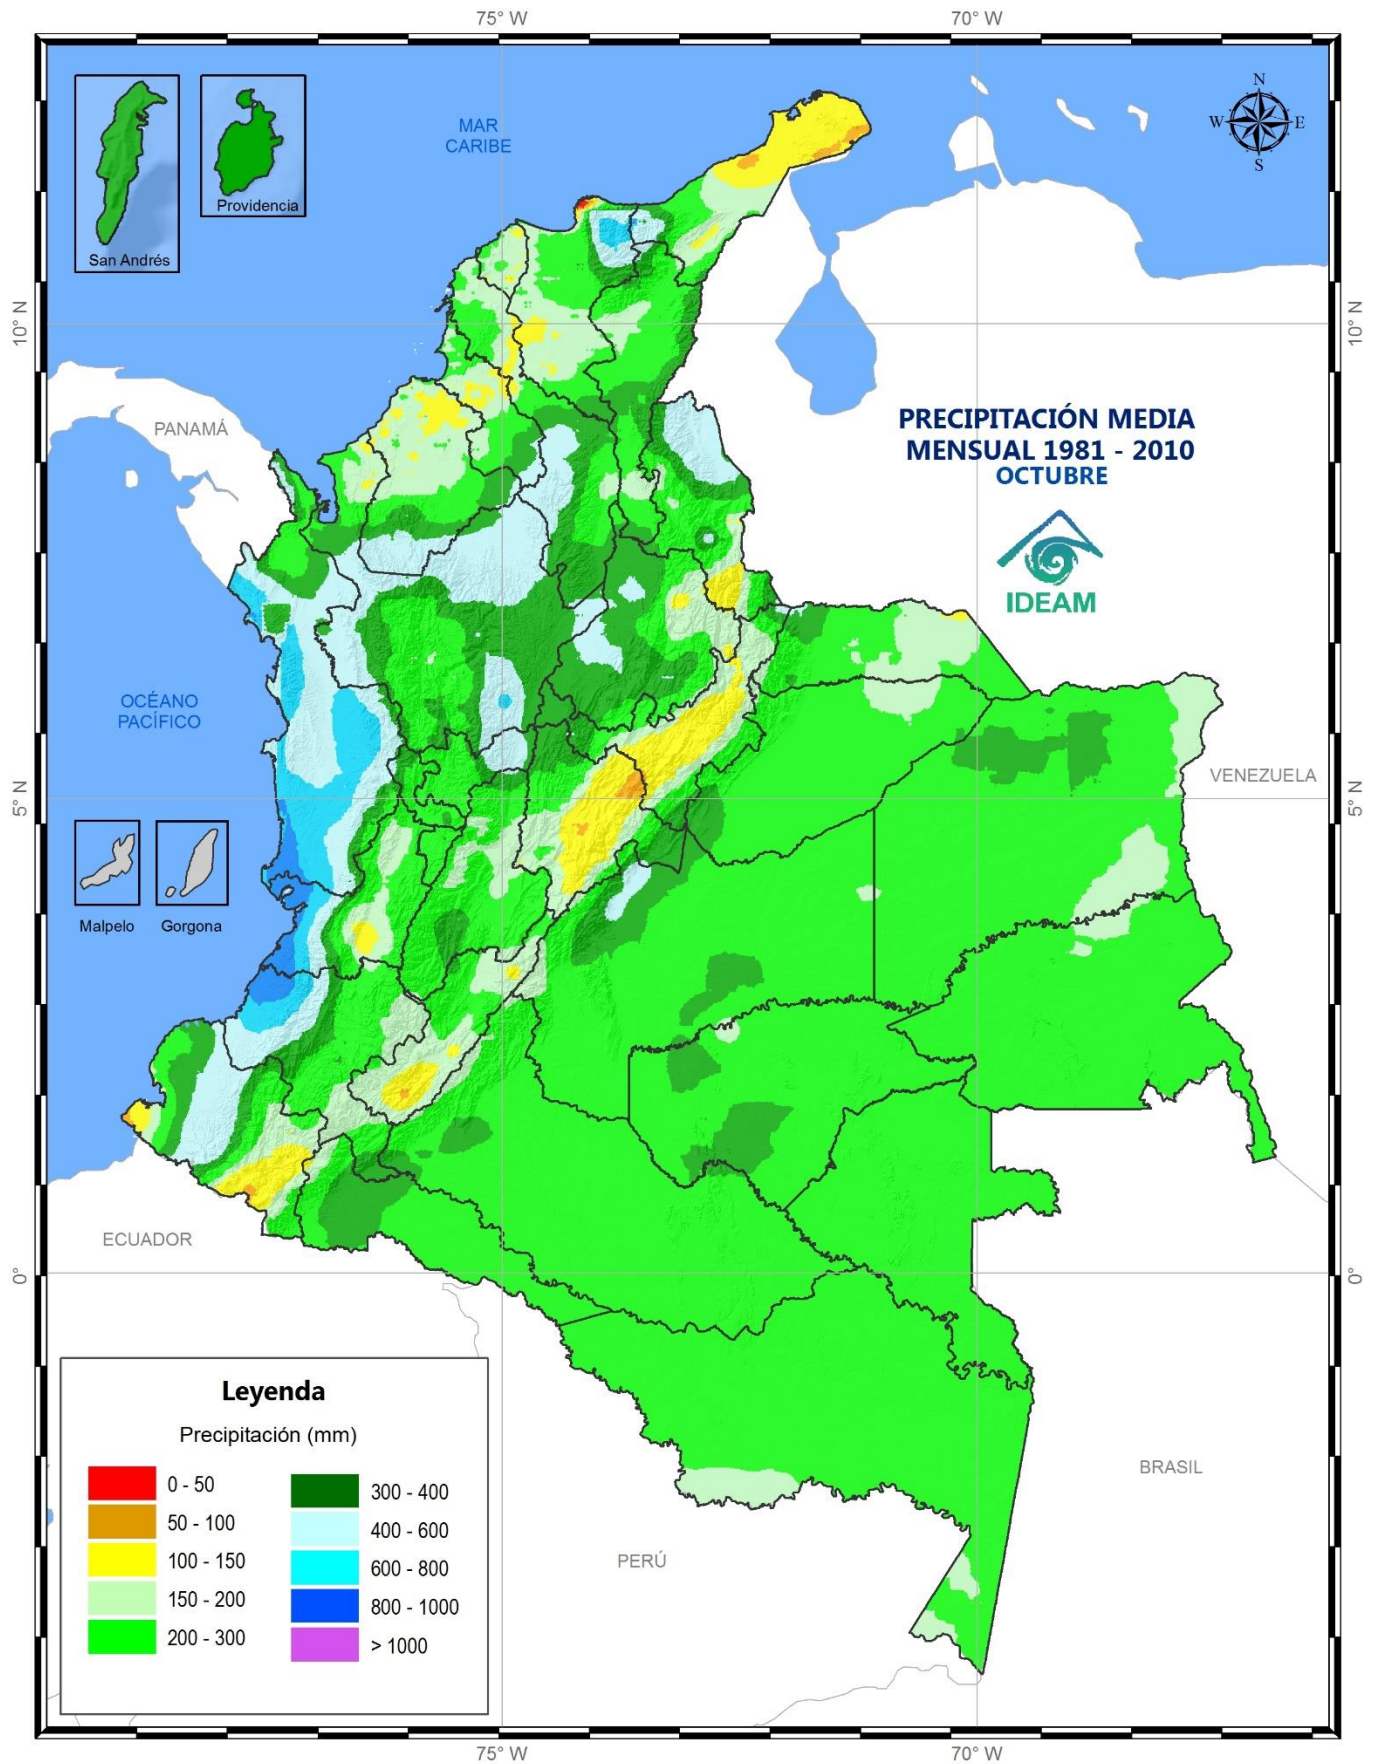 75° W
70° W
MAR
CARIBE
N
W
E
S
Providencia
San Andrés
10° N
10° N
PANAMÁ
PRECIPITACIÓN MEDIA
MENSUAL 1981 - 2010
OCTUBRE
IDEAM
OCÉANO
PACÍFICO
VENEZUELA
5° N
5° N
Malpelo
Gorgona
ECUADOR
0°
0°
Leyenda
Precipitación (mm)
0 - 50
50 - 100
100 - 150
150 - 200
200 - 300
300 - 400
400 - 600
600 - 800
800 - 1000
> 1000
BRASIL
PERÚ
75° W
70° W